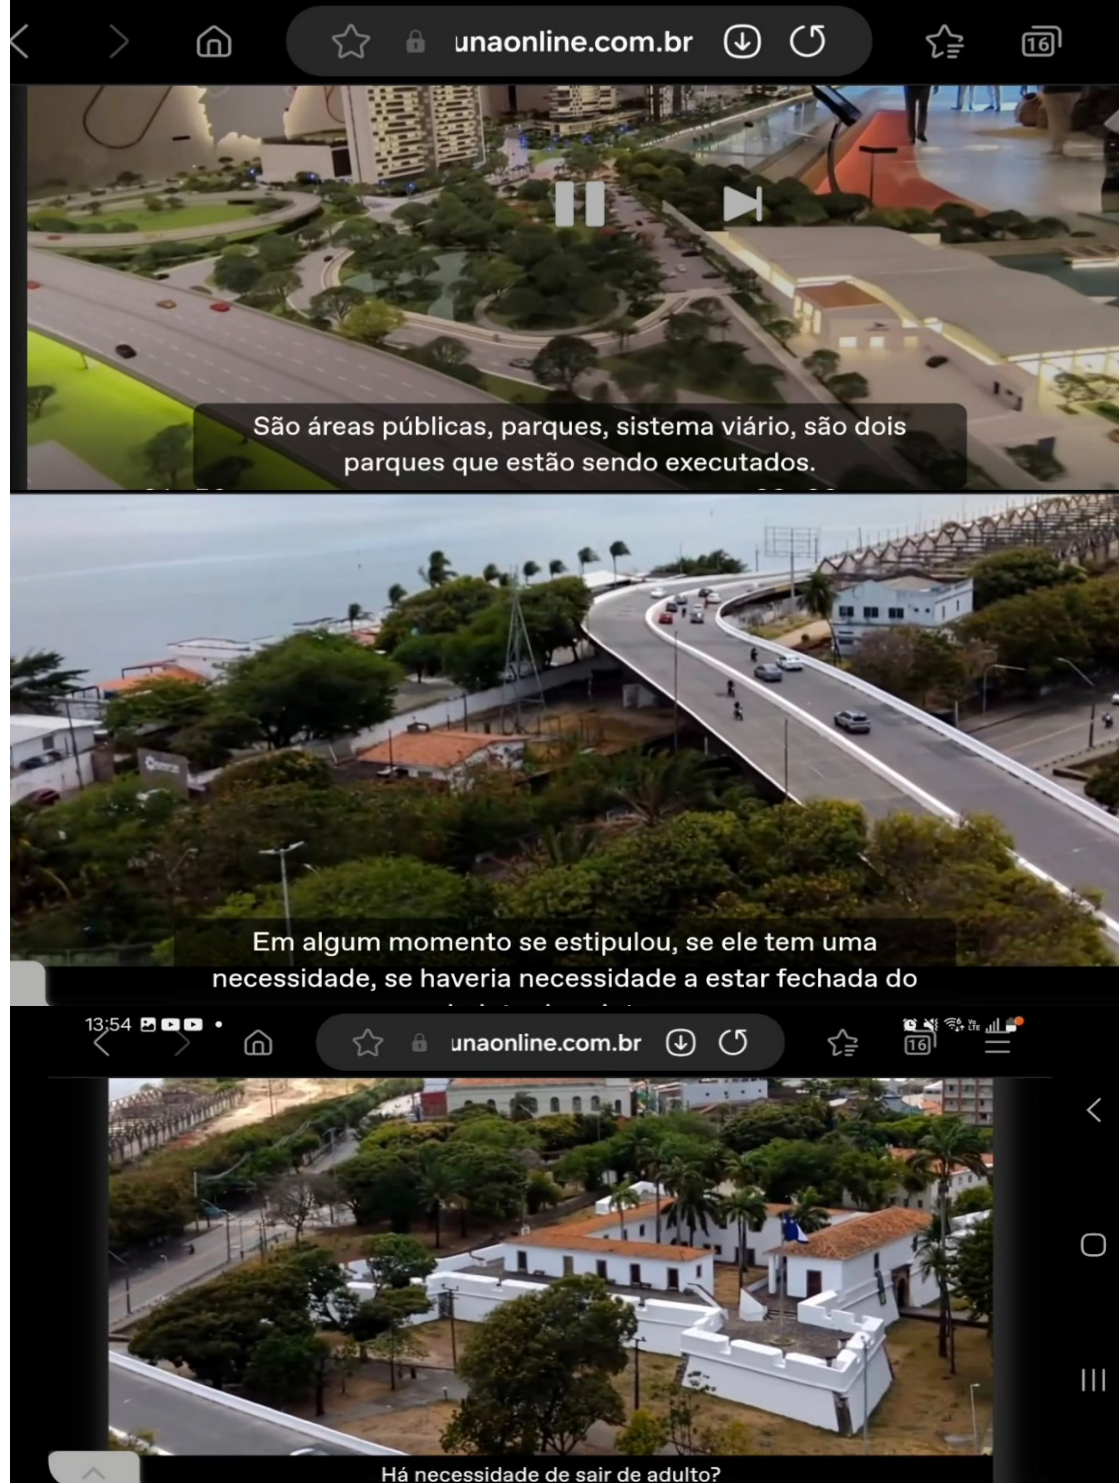 unaonline.com.br
16
São áreas públicas, parques, sistema viário, são dois
parques que estão sendo executados.
Em algum momento se estipulou, se ele tem uma
necessidade, se haveria necessidade a estar fechada do
13:54
unaonline.com.br
16
Há necessidade de sair de adulto?